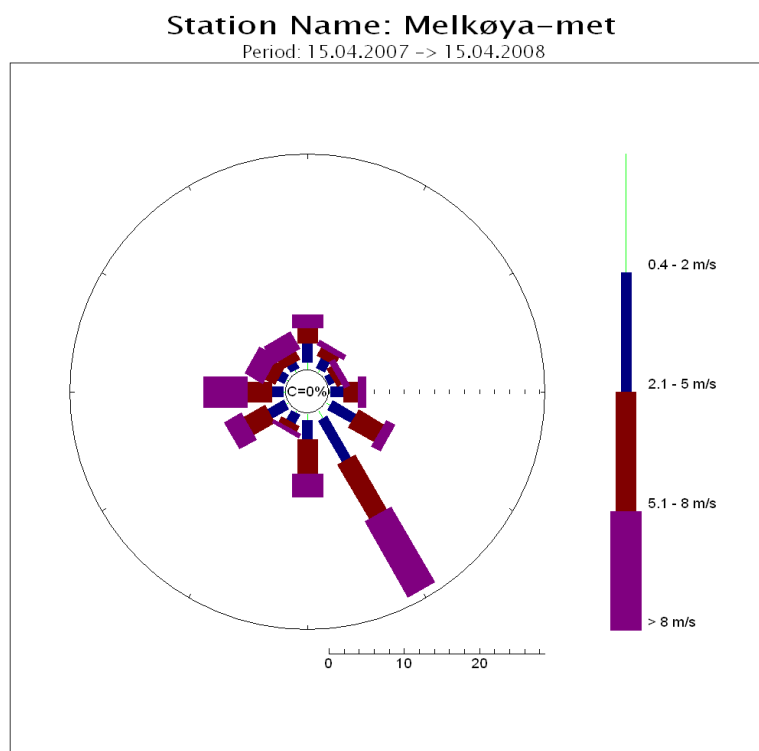 Station Name: Melkøya-met
Period: 15.04.2007 -> 15.04.2008
0.4 - 2 m/s
2.1 - 5 m/s
C=0%
5.1 - 8 m/s
> 8 m/s
0 10 20